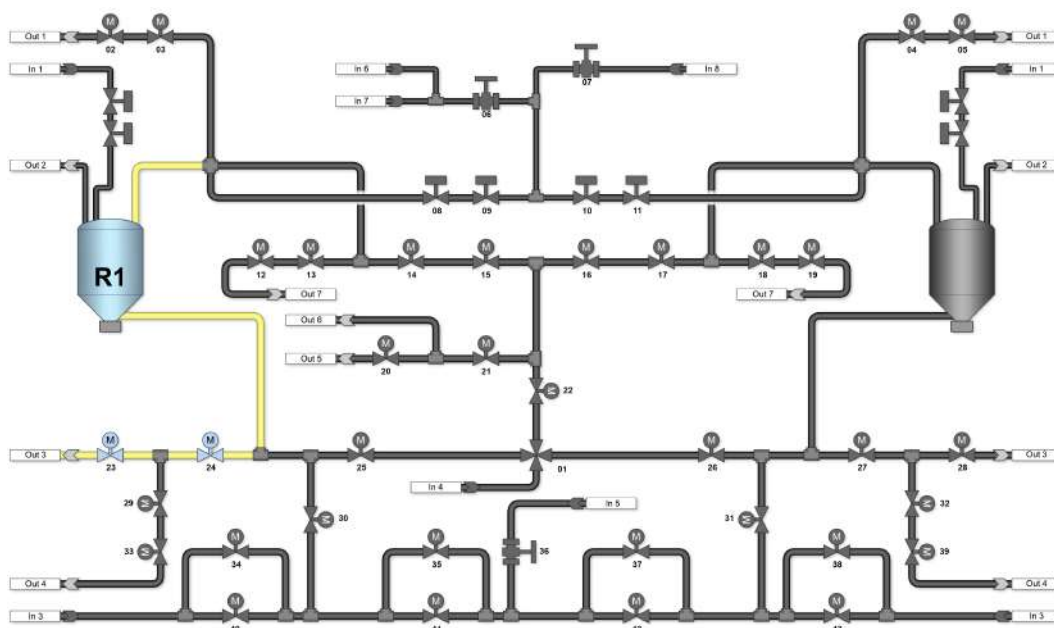 Out 1
M
M
M
M
Out 1
02
03
04
05
In 1
In 6
07
In 8
In 1
In 7
06
Out 2
Out 2
08
09
10
11
R1
M
M
M
M
M
M
M
M
12
13
14
15
16
17
18
19
Out 7
Out 7
Out 6
M
M
Out 5
20
21
M
22
M
M
M
M
M
M
Out 3
Out 3
23
24
25
01
26
27
28
In 4
29
M
In 5
M
32
M
30
31
M
33
M
M
M
36
M
M
M
39
34
35
37
38
Out 4
Out 4
M
M
M
M
In 3
In 3